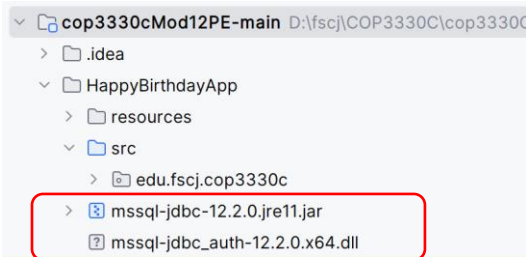 cop3330cMod12PE-main D:\fscj\COP3330C\cop3330
.idea
HappyBirthdayApp
resources
src
edu.fscj.cop3330c
mssql-jdbc-12.2.0.jre11.jar
mssql-jdbc_auth-12.2.0.x64.dll